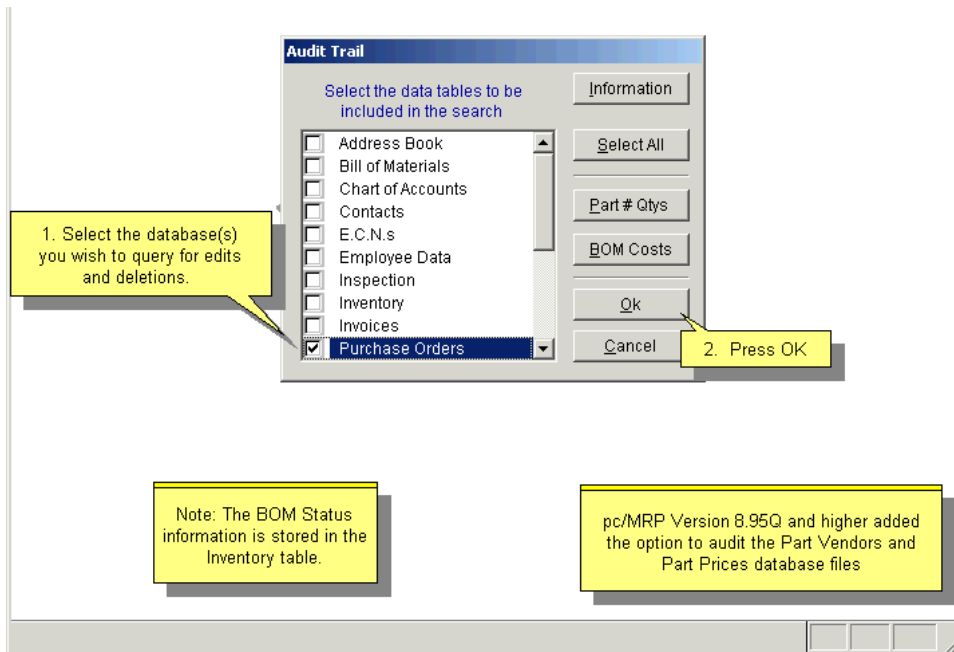 Audit Trail
Select the data tables to be
included in the search
Information
Address Book
Bill of Materials
Chart of Accounts
Contacts
E.C.N.s
Employee Data
Inspection
Inventory
Invoices
Purchase Orders
Select All
Part # Qtys
BOM Costs
Ok
Cancel
1. Select the database(s)
you wish to query for edits
and deletions.
2. Press OK
Note: The BOM Status
information is stored in the
Inventory table.
pc/MRP Version 8.95Q and higher added
the option to audit the Part Vendors and
Part Prices database files